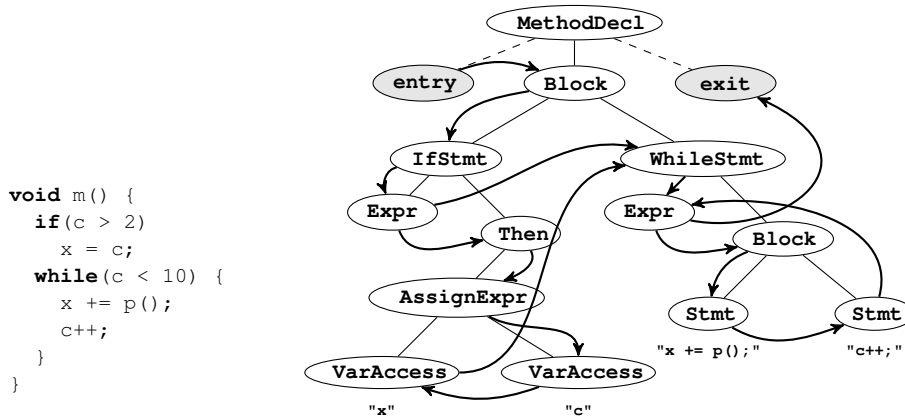 void m() {
if(c > 2)
x = c;
while(c < 10) {
x += p();
c++;
}
}
MethodDecl
entry
Block
exit
IfStmt
WhileStmt
Expr
Expr
Then
Block
AssignExpr
Stmt
Stmt
"x += p();"
"c++;"
VarAccess
VarAccess
"x"
"c"